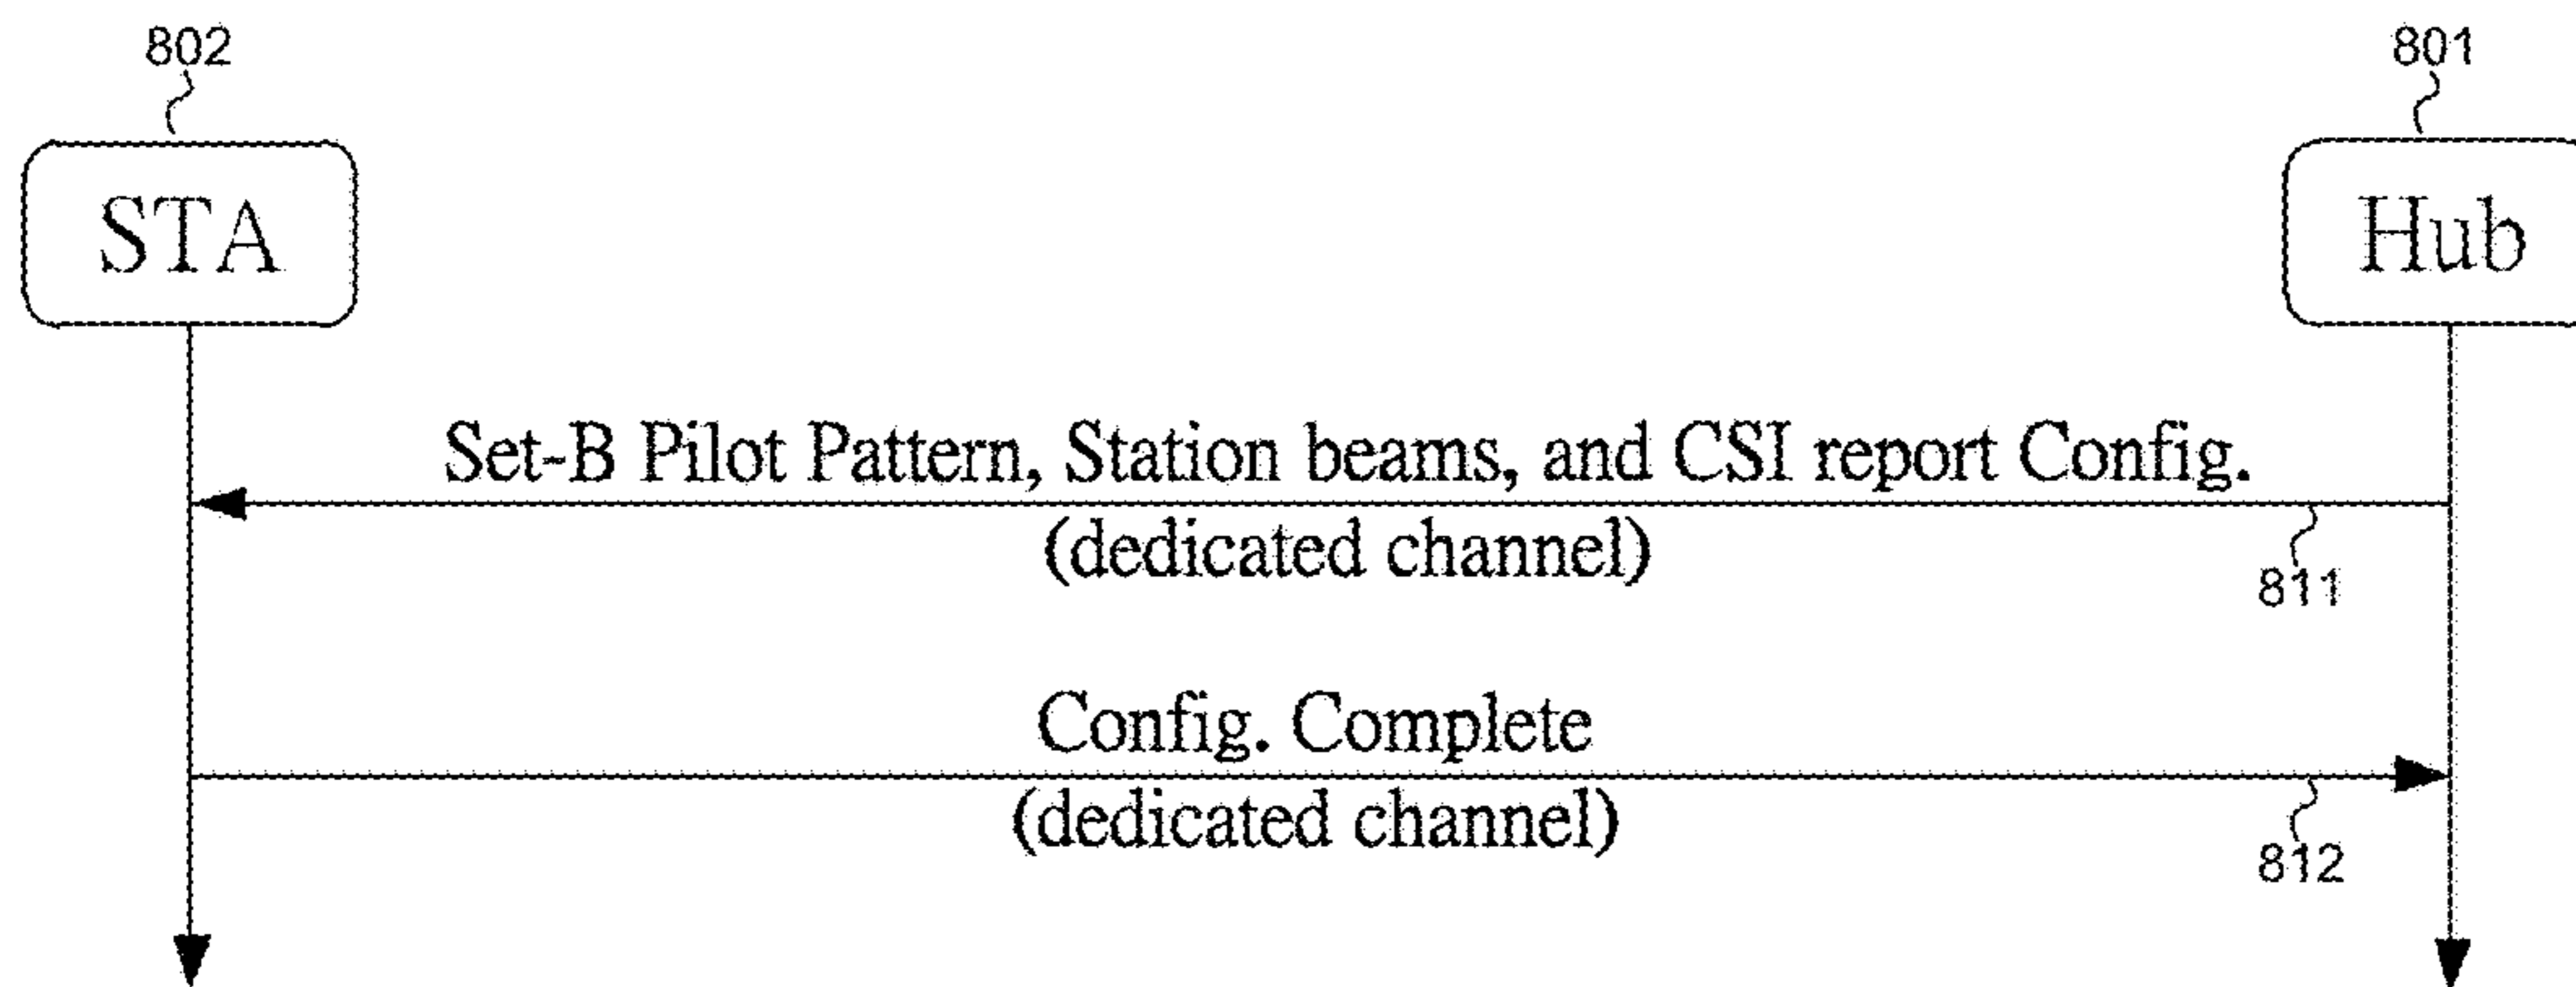 802
801
STA
Hub
Set-B Pilot Pattern, Station beams, and CSI report Config.
(dedicated channel)
811
Config. Complete
(dedicated channel)
812